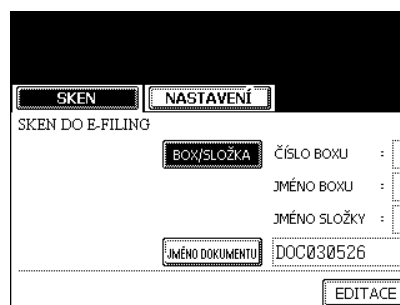 SKEN NASTAVENÍ
SKEN DO E-FILING
BOX/SLOŽKA ČÍSLO BOXU :
JMÉNO BOXU :
JMÉNO SLOŽKY :
JMÉNO DOKUMENTU DOC030526
EDITACE